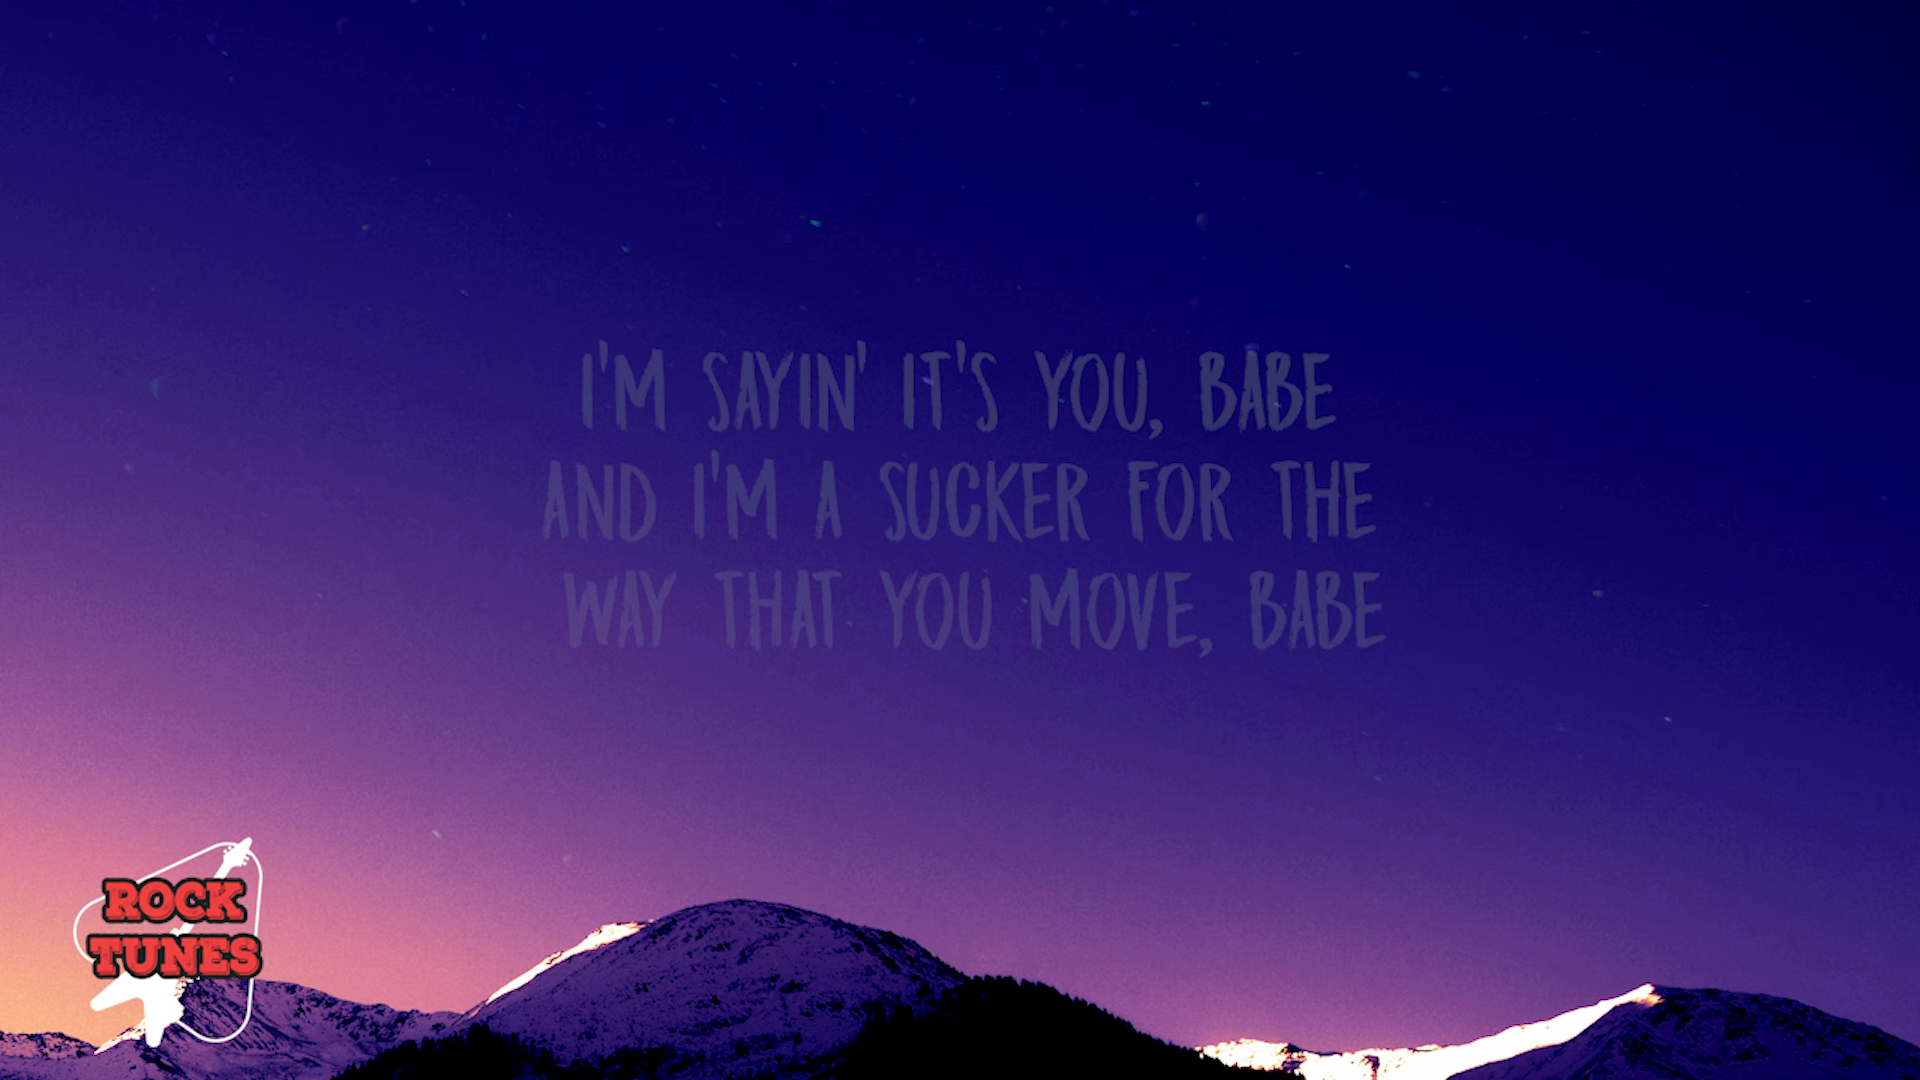 I'M SAYIN' IT'S YOU, BABE
AND I'M A SUCKER FOR THE
WAY THAT YOU MOVE, BABE
ROCK
TUNES